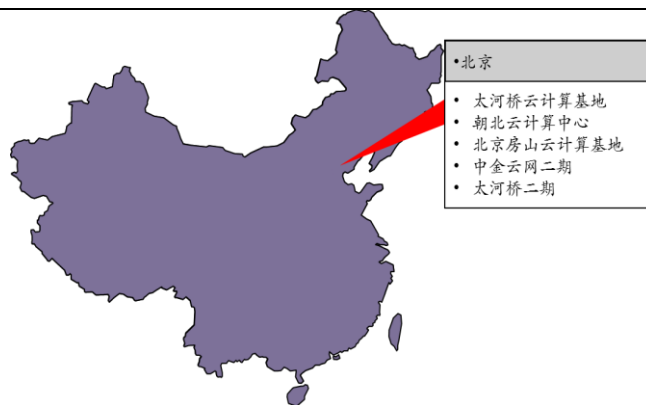 •北京
• 太河桥云计算基地
• 朝北云计算中心
• 北京房山云计算基地
• 中金云网二期
• 太河桥二期